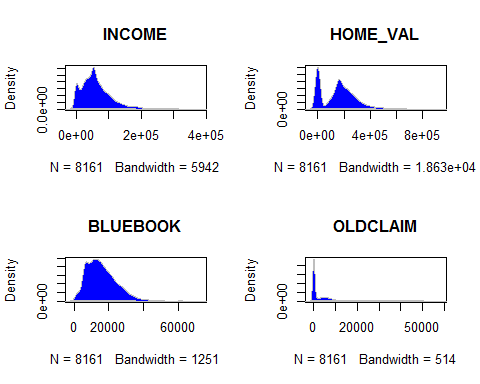 INCOME
Density
0.0e+00
0e+00 2e+05 4e+05
N = 8161 Bandwidth = 5942
HOME_VAL
Density
0e+00
0e+00 4e+05 8e+05
N = 8161 Bandwidth = 1.863e+04
BLUEBOOK
Density
0e+00
0 20000 60000
N = 8161 Bandwidth = 1251
OLDCLAIM
Density
0e+00
0 20000 60000
N = 8161 Bandwidth = 514